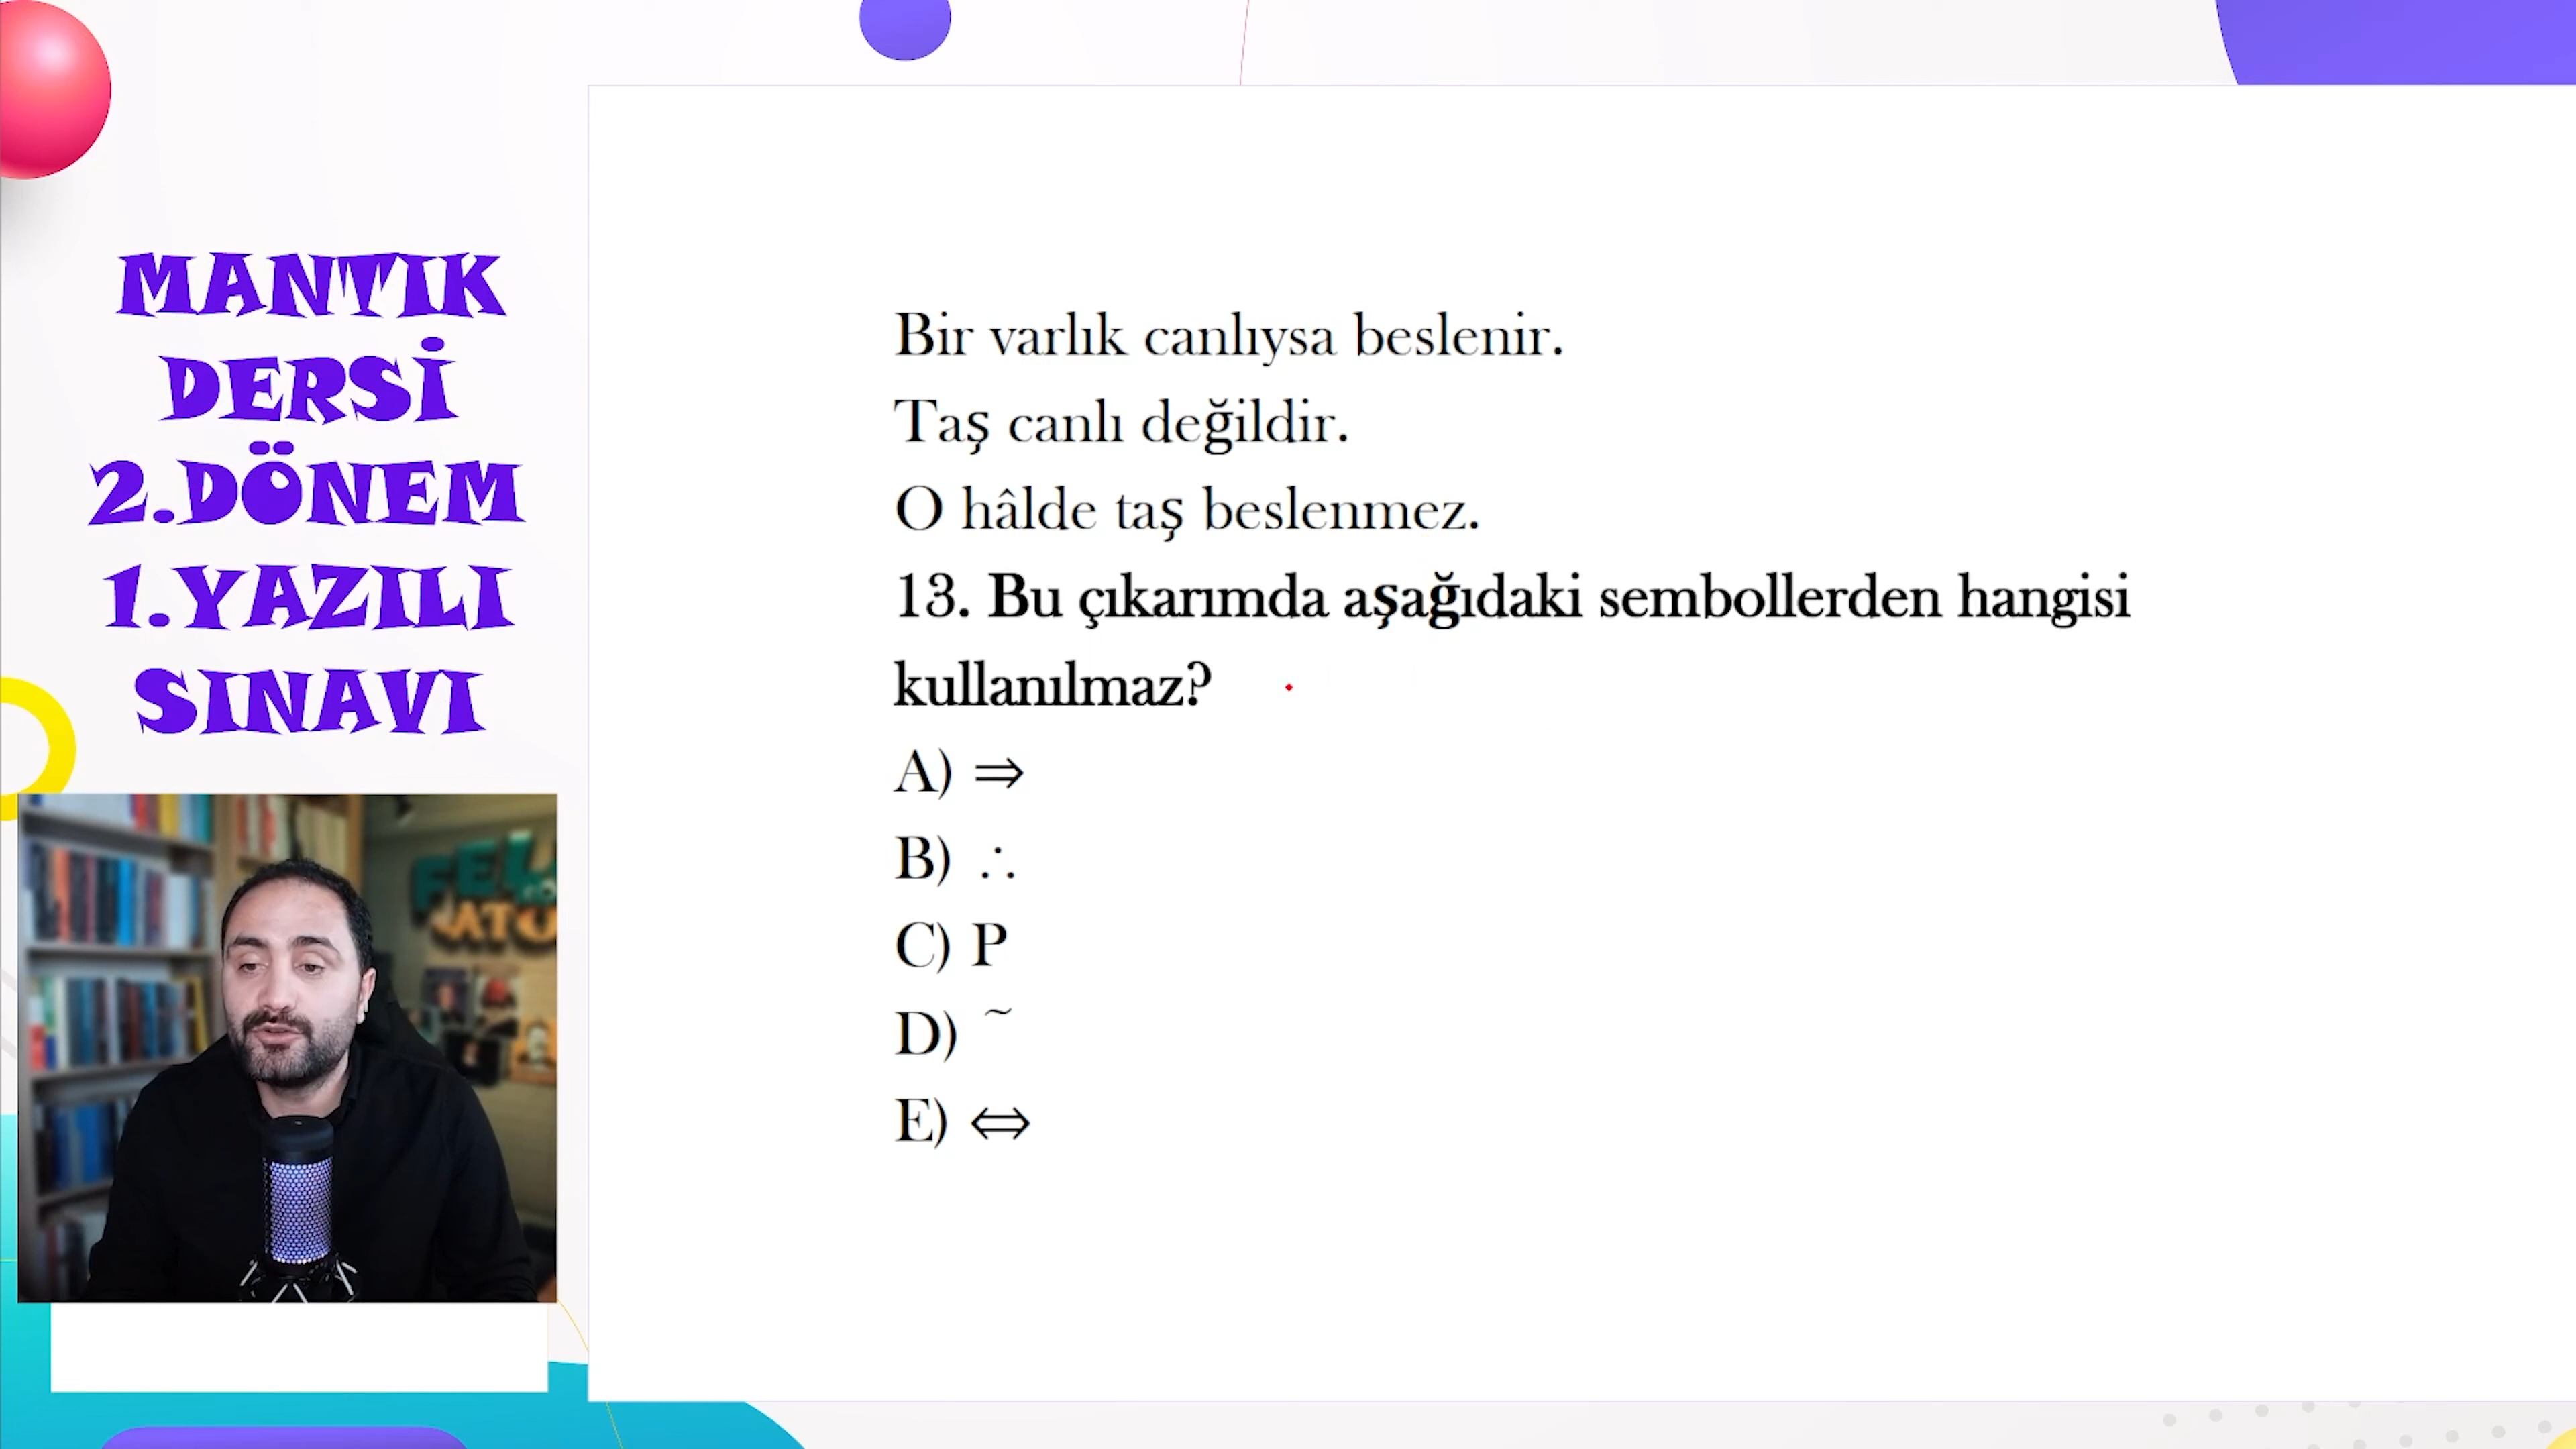 MANTIK
DERSİ
2.DÖNEM
1.YAZILI
SINAVI
Bir varlık canlıysa beslenir.
Taş canlı değildir.
O hâlde taş beslenmez.
13. Bu çıkarımda aşağıdaki sembollerden hangisi
kullanılmaz?
A) ⇒
B) ∴
C) P
D) ~
E) ⇔